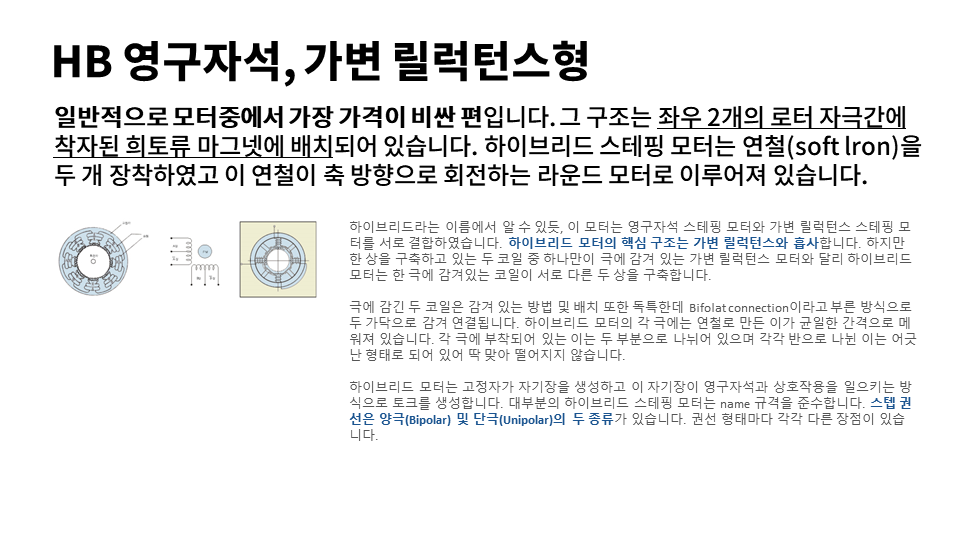 HB 영구자석, 가변 릴럭턴스형
일반적으로 모터중에서 가장 가격이 비싼 편입니다. 그 구조는 좌우 2개의 로터 자극간에
착자된 희토류 마그넷에 배치되어 있습니다. 하이브리드 스테핑 모터는 연철(soft lron)을
두 개 장착하였고 이 연철이 축 방향으로 회전하는 라운드 모터로 이루어져 있습니다.
하이브리드라는 이름에서 알 수 있듯, 이 모터는 영구자석 스테핑 모터와 가변 릴럭턴스 스테핑 모
터를 서로 결합하였습니다. 하이브리드 모터의 핵심 구조는 가변 릴럭턴스와 흡사합니다. 하지만
한 상을 구축하고 있는 두 코일 중 하나만이 극에 감겨 있는 가변 릴럭턴스 모터와 달리 하이브리드
모터는 한 극에 감겨있는 코일이 서로 다른 두 상을 구축합니다.
극에 감긴 두 코일은 감겨 있는 방법 및 배치 또한 독특한데 Bifolat connection이라고 부른 방식으로
두 가닥으로 감겨 연결됩니다. 하이브리드 모터의 각 극에는 연철로 만든 이가 균일한 간격으로 메
워져 있습니다. 각 극에 부착되어 있는 이는 두 부분으로 나뉘어 있으며 각각 반으로 나뉜 이는 어긋
난 형태로 되어 있어 딱 맞아 떨어지지 않습니다.
하이브리드 모터는 고정자가 자기장을 생성하고 이 자기장이 영구자석과 상호작용을 일으키는 방
식으로 토크를 생성합니다. 대부분의 하이브리드 스테핑 모터는 name 규격을 준수합니다. 스텝 권
선은 양극(Bipolar) 및 단극(Unipolar)의 두 종류가 있습니다. 권선 형태마다 각각 다른 장점이 있습
니다.